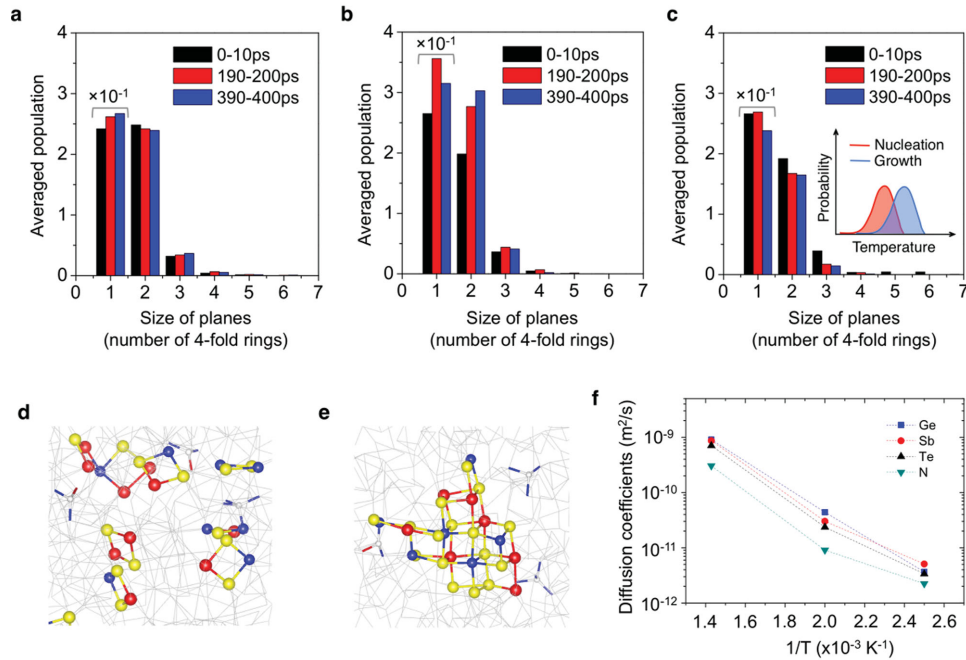 a
4
3
2
1
0
Averaged population
×10⁻¹
0-10ps
190-200ps
390-400ps
0 1 2 3 4 5 6 7
Size of planes
(number of 4-fold rings)
b
4
3
2
1
0
Averaged population
×10⁻¹
0-10ps
190-200ps
390-400ps
0 1 2 3 4 5 6 7
Size of planes
(number of 4-fold rings)
c
4
3
2
1
0
Averaged population
×10⁻¹
0-10ps
190-200ps
390-400ps
Nucleation
Growth
Probability
Temperature
0 1 2 3 4 5 6 7
Size of planes
(number of 4-fold rings)
d
e
f
Diffusion coefficients (m²/s)
10⁻⁹
10⁻¹⁰
10⁻¹¹
10⁻¹²
Ge
Sb
Te
N
1.4 1.6 1.8 2.0 2.2 2.4 2.6
1/T (x10⁻³ K⁻¹)